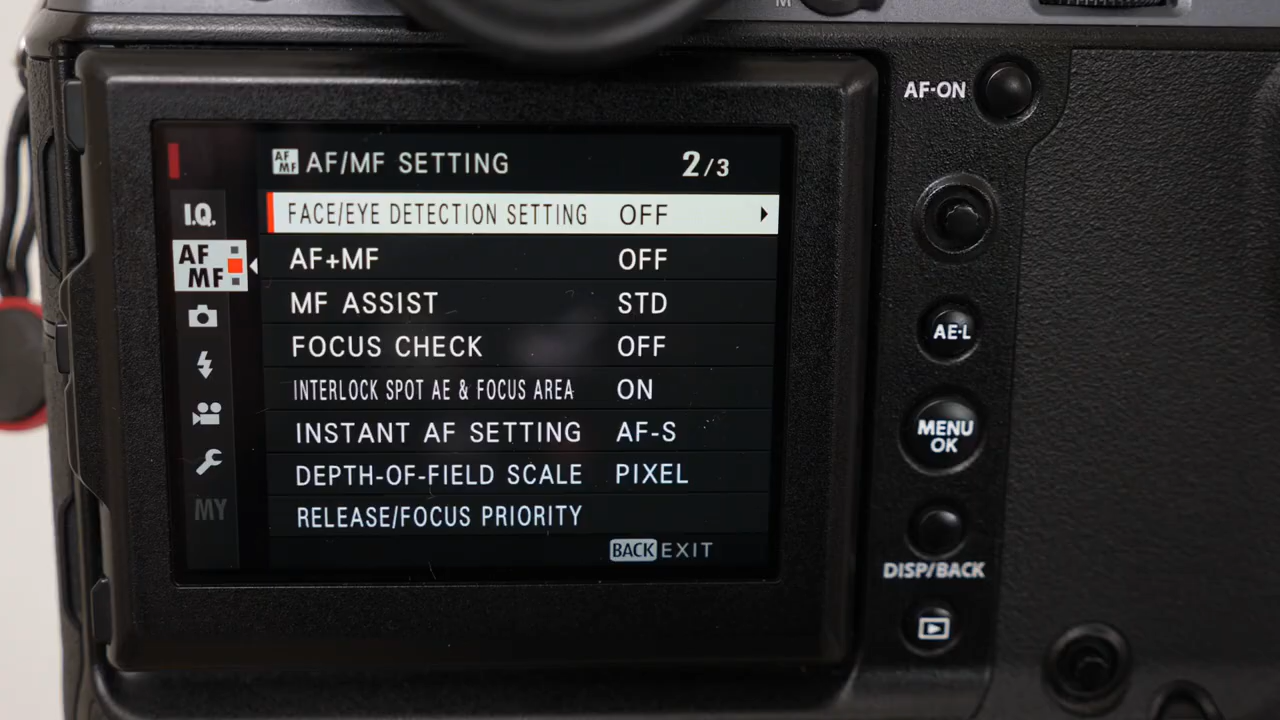 M
AF-ON
AF MF AF/MF SETTING 2/3
I.Q.
FACE/EYE DETECTION SETTING OFF
AF MF
AF+MF OFF
MF ASSIST STD
FOCUS CHECK OFF
INTERLOCK SPOT AE & FOCUS AREA ON
INSTANT AF SETTING AF-S
DEPTH-OF-FIELD SCALE PIXEL
MY
RELEASE/FOCUS PRIORITY
BACK EXIT
AE-L
MENU
OK
DISP/BACK